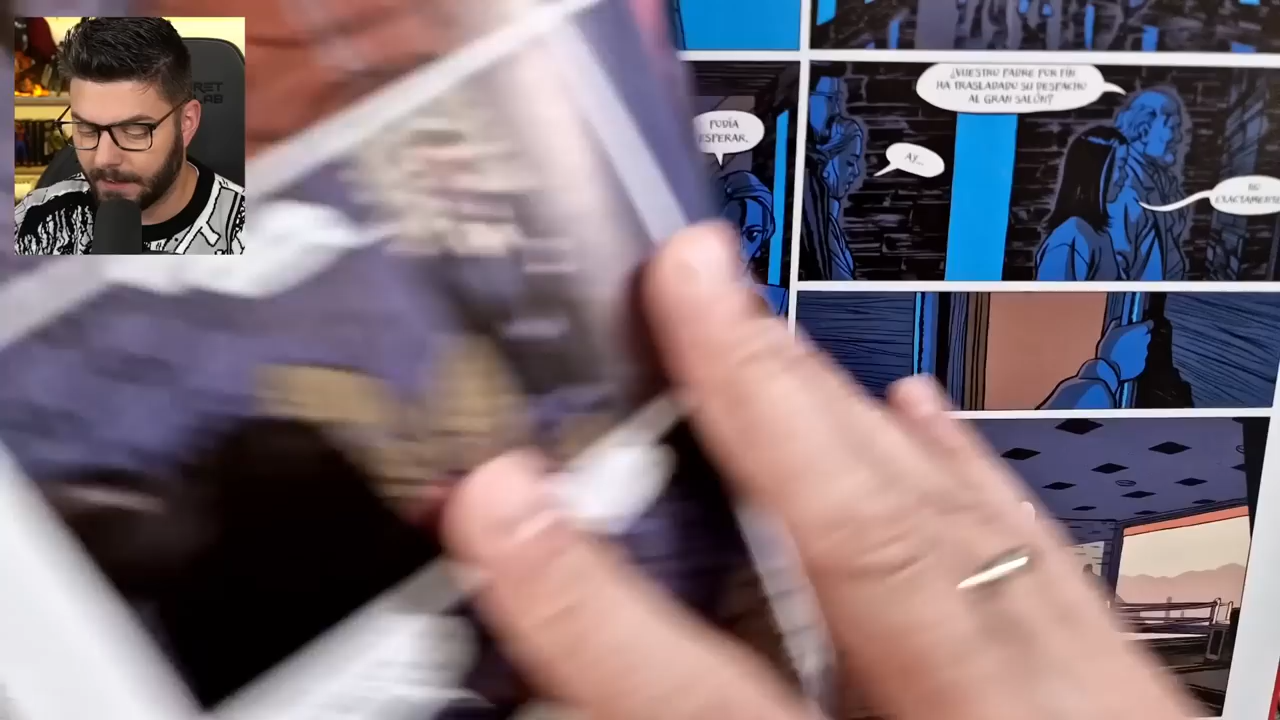 ¿VUESTRO PADRE POR FIN
HA TRASLADADO SU DESPACHO
AL GRAN SALÓN?
PODÍA
ESPERAR.
AY...
NO
EXACTAMENTE